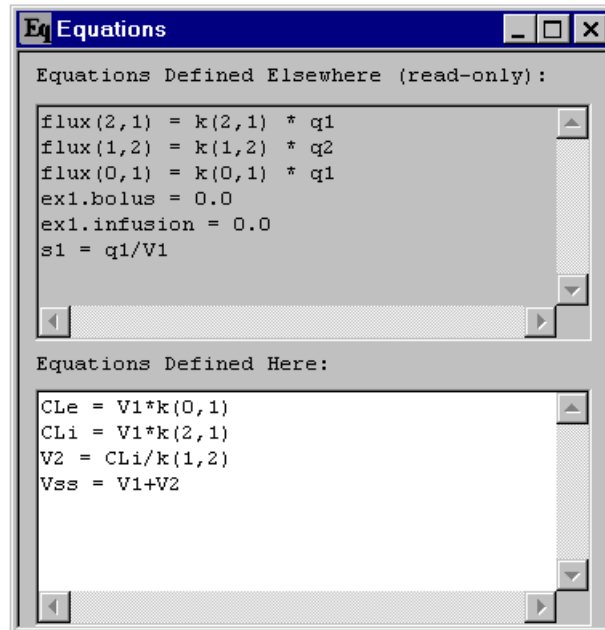 Eq Equations
Equations Defined Elsewhere (read-only):
flux(2,1) = k(2,1) * q1
flux(1,2) = k(1,2) * q2
flux(0,1) = k(0,1) * q1
ex1.bolus = 0.0
ex1.infusion = 0.0
s1 = q1/V1
Equations Defined Here:
CLe = V1*k(0,1)
CLi = V1*k(2,1)
V2 = CLi/k(1,2)
Vss = V1+V2